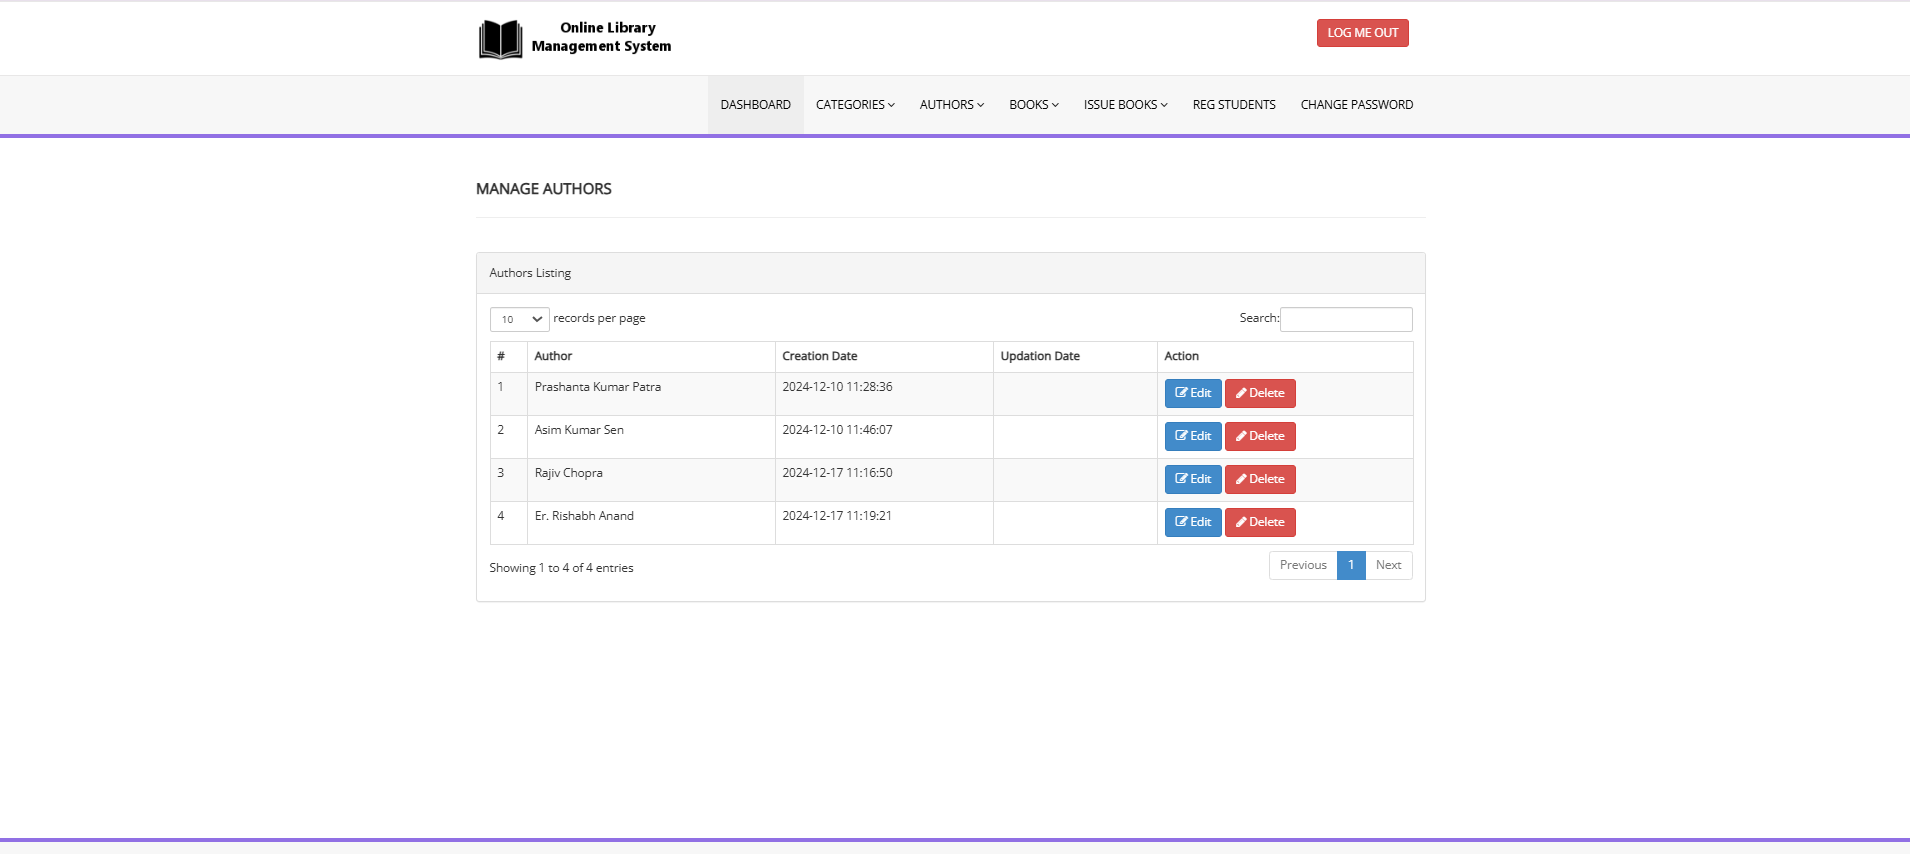 Online Library
Management System
LOG ME OUT
DASHBOARD CATEGORIES AUTHORS BOOKS ISSUE BOOKS REG STUDENTS CHANGE PASSWORD
MANAGE AUTHORS
Authors Listing
10 records per page Search:
# Author Creation Date Updation Date Action
1 Prashanta Kumar Patra 2024-12-10 11:28:36 Edit Delete
2 Asim Kumar Sen 2024-12-10 11:46:07 Edit Delete
3 Rajiv Chopra 2024-12-17 11:16:50 Edit Delete
4 Er. Rishabh Anand 2024-12-17 11:19:21 Edit Delete
Showing 1 to 4 of 4 entries Previous 1 Next